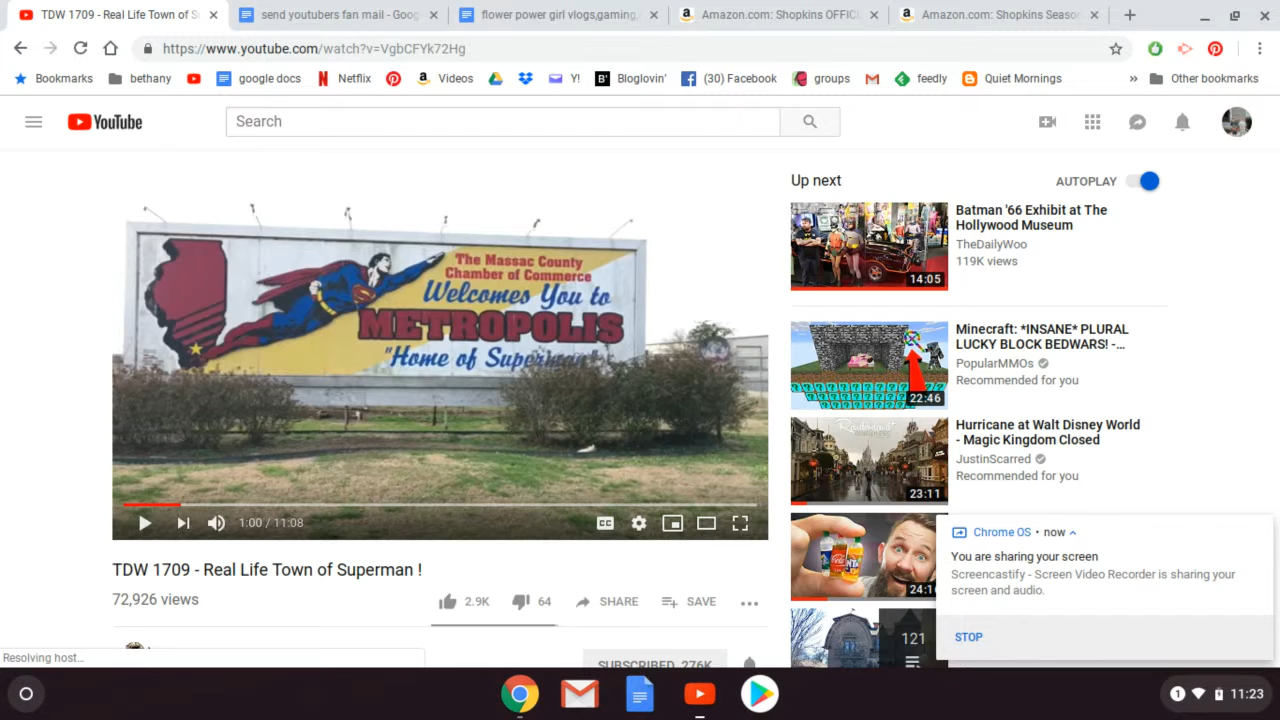 TDW 1709 - Real Life Town of S
send youtubers fan mail - Goog
flower power girl vlogs,gaming,
Amazon.com: Shopkins OFFICI
Amazon.com: Shopkins Season
https://www.youtube.com/watch?v=VgbCFYk72Hg
Bookmarks
bethany
google docs
Netflix
Videos
Y!
Bloglovin'
(30) Facebook
groups
feedly
Quiet Mornings
»
Other bookmarks
YouTube
Search
The Massac County
Chamber of Commerce
Welcomes You to
METROPOLIS
"Home of Superman"
1:00 / 11:08
CC
TDW 1709 - Real Life Town of Superman !
72,926 views
2.9K
64
SHARE
SAVE
SUBSCRIBED 276K
Resolving host...
Up next
AUTOPLAY
14:05
Batman '66 Exhibit at The
Hollywood Museum
TheDailyWoo
119K views
22:46
Minecraft: *INSANE* PLURAL
LUCKY BLOCK BEDWARS! -...
PopularMMOs
Recommended for you
23:11
Hurricane at Walt Disney World
- Magic Kingdom Closed
JustinScarred
Recommended for you
24:16
121
Chrome OS • now
You are sharing your screen
Screencastify - Screen Video Recorder is sharing your
screen and audio.
STOP
1
11:23